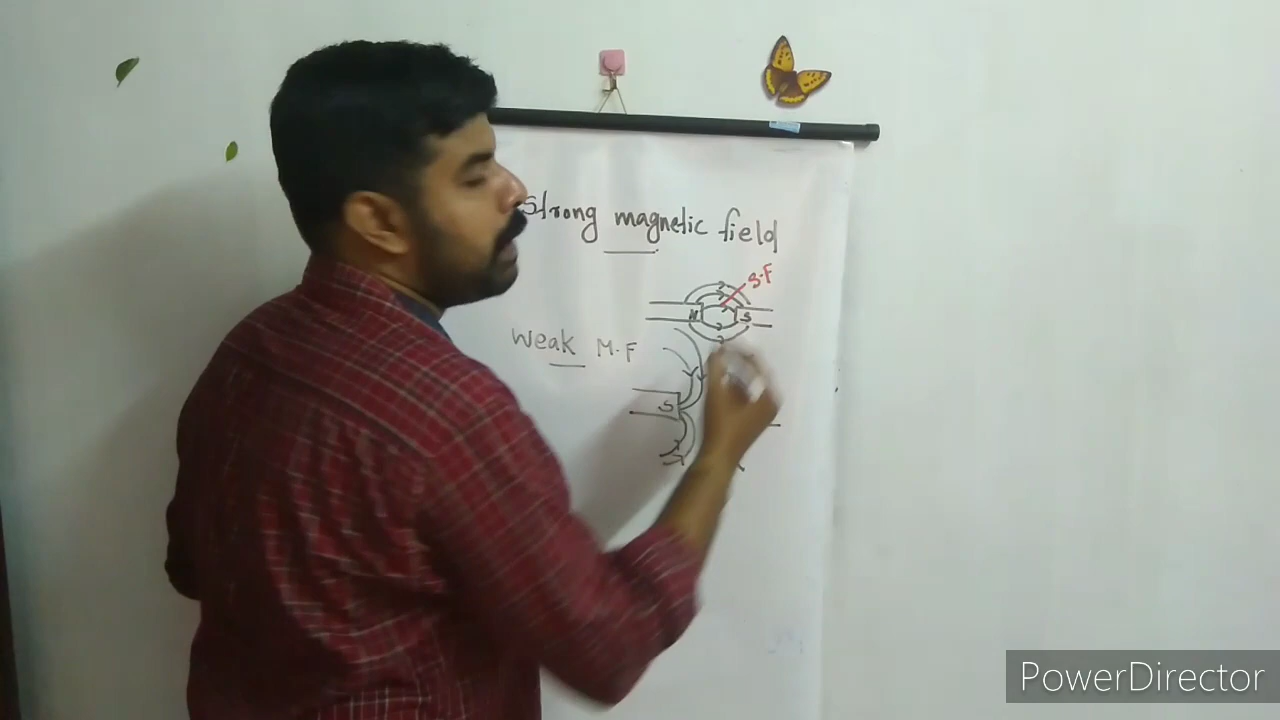 Strong magnetic field
S.F
N S
Weak M.F
S
PowerDirector